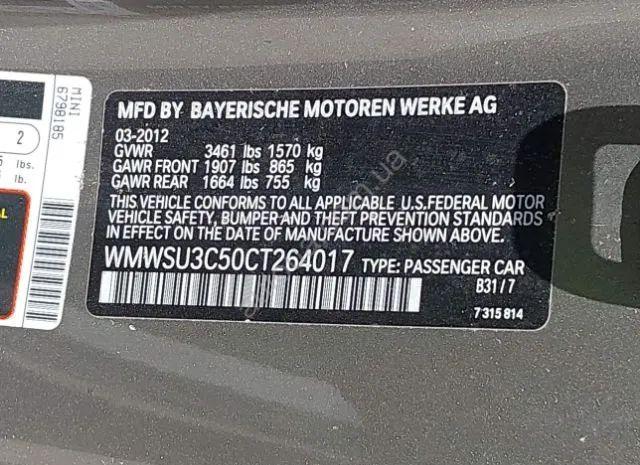 MFD BY BAYERISCHE MOTOREN WERKE AG
03-2012
GVWR 3461 lbs 1570 kg
GAWR FRONT 1907 lbs 865 kg
GAWR REAR 1664 lbs 755 kg
THIS VEHICLE CONFORMS TO ALL APPLICABLE U.S.FEDERAL MOTOR
VEHICLE SAFETY, BUMPER AND THEFT PREVENTION STANDARDS
IN EFFECT ON THE DATE OF MANUFACTURE SHOWN ABOVE.
WMWSU3C50CT264017 TYPE: PASSENGER CAR
B31/7
7 315 814
MINI
6798185
2
lbs.